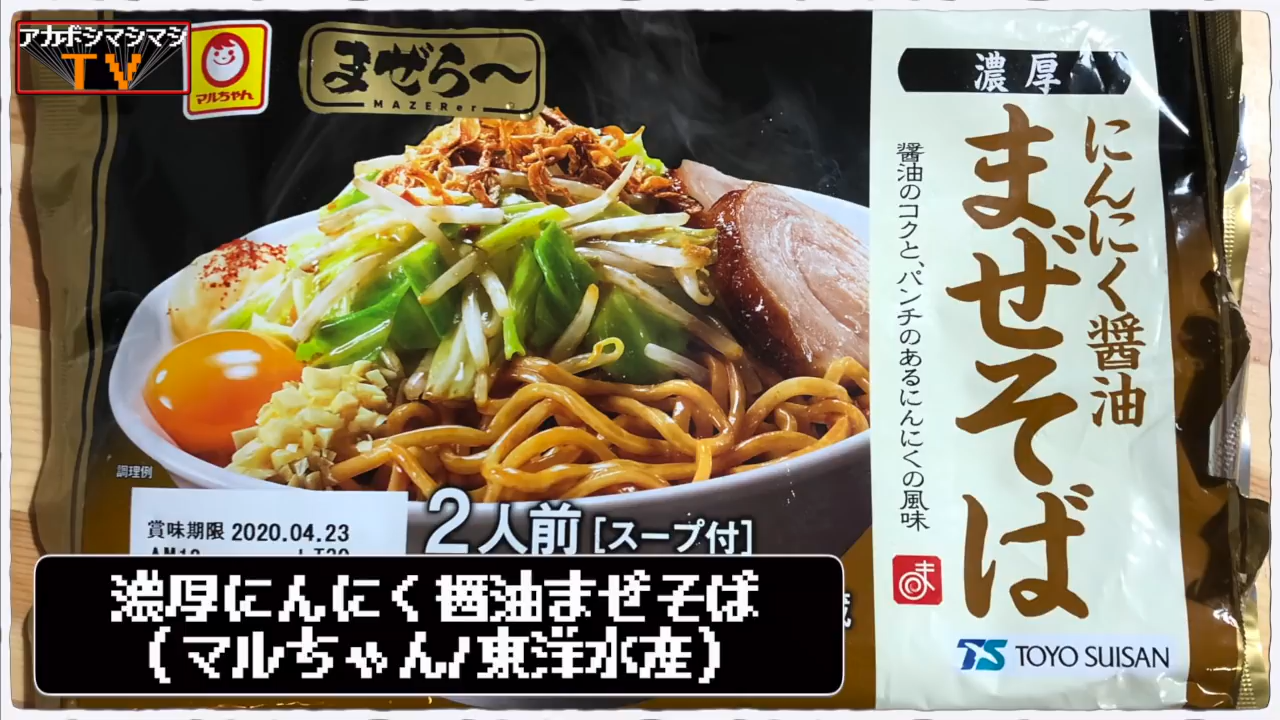 アカボシマシマシ
TV
マルちゃん
まぜらー
MAZERer
濃厚
にんにく醤油
まぜそば
醤油のコクと、パンチのあるにんにくの風味
調理例
賞味期限 2020.04.23
2人前[スープ付]
ま
TS TOYO SUISAN
濃厚にんにく醤油まぜそば
(マルちゃん/東洋水産)